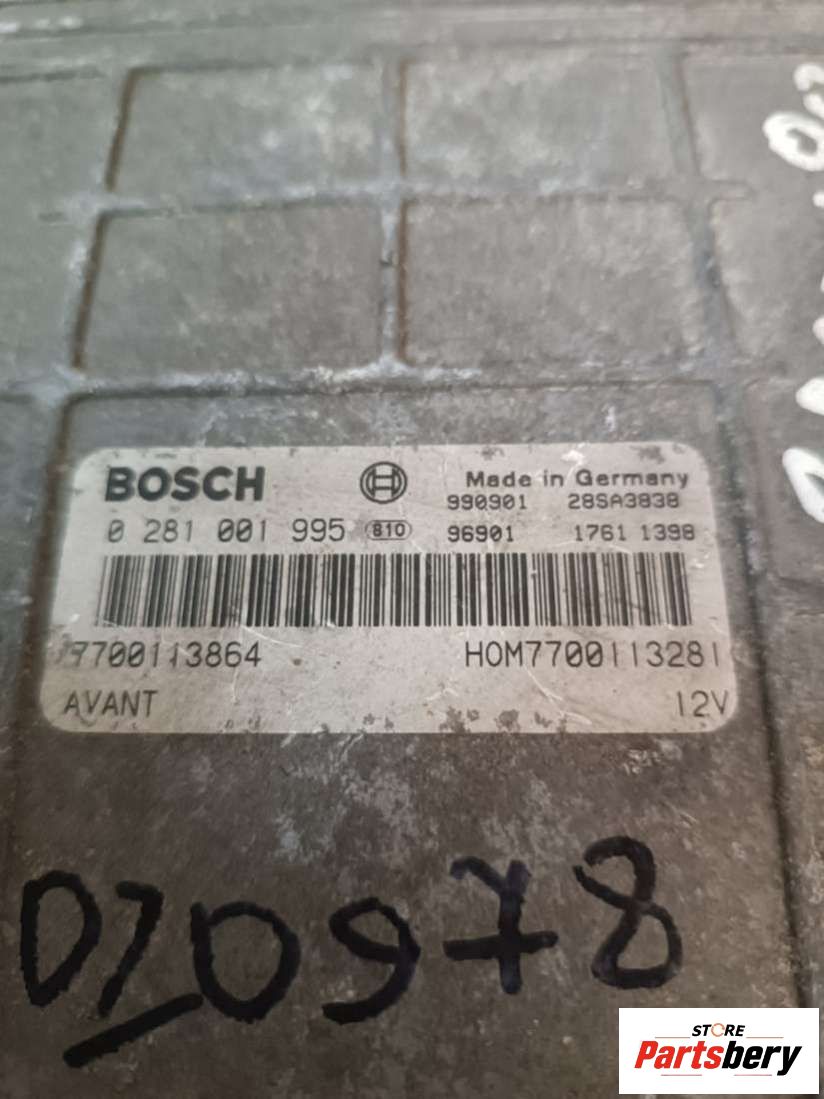 BOSCH Made in Germany
990901 28SA3838
0 281 001 995 810 96901 1761 1398
7700113864 HOM7700113281
AVANT 12V
DZ0978
STORE
Partsbery